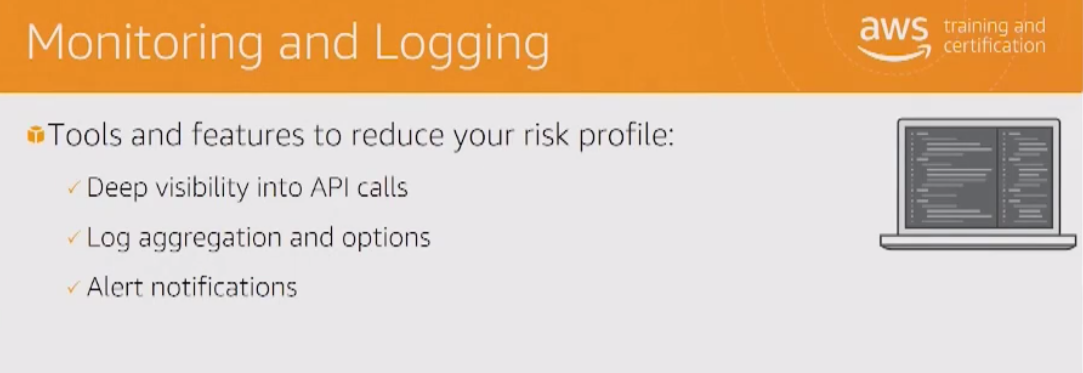 Monitoring and Logging
aws training and certification
Tools and features to reduce your risk profile:
✓ Deep visibility into API calls
✓ Log aggregation and options
✓ Alert notifications